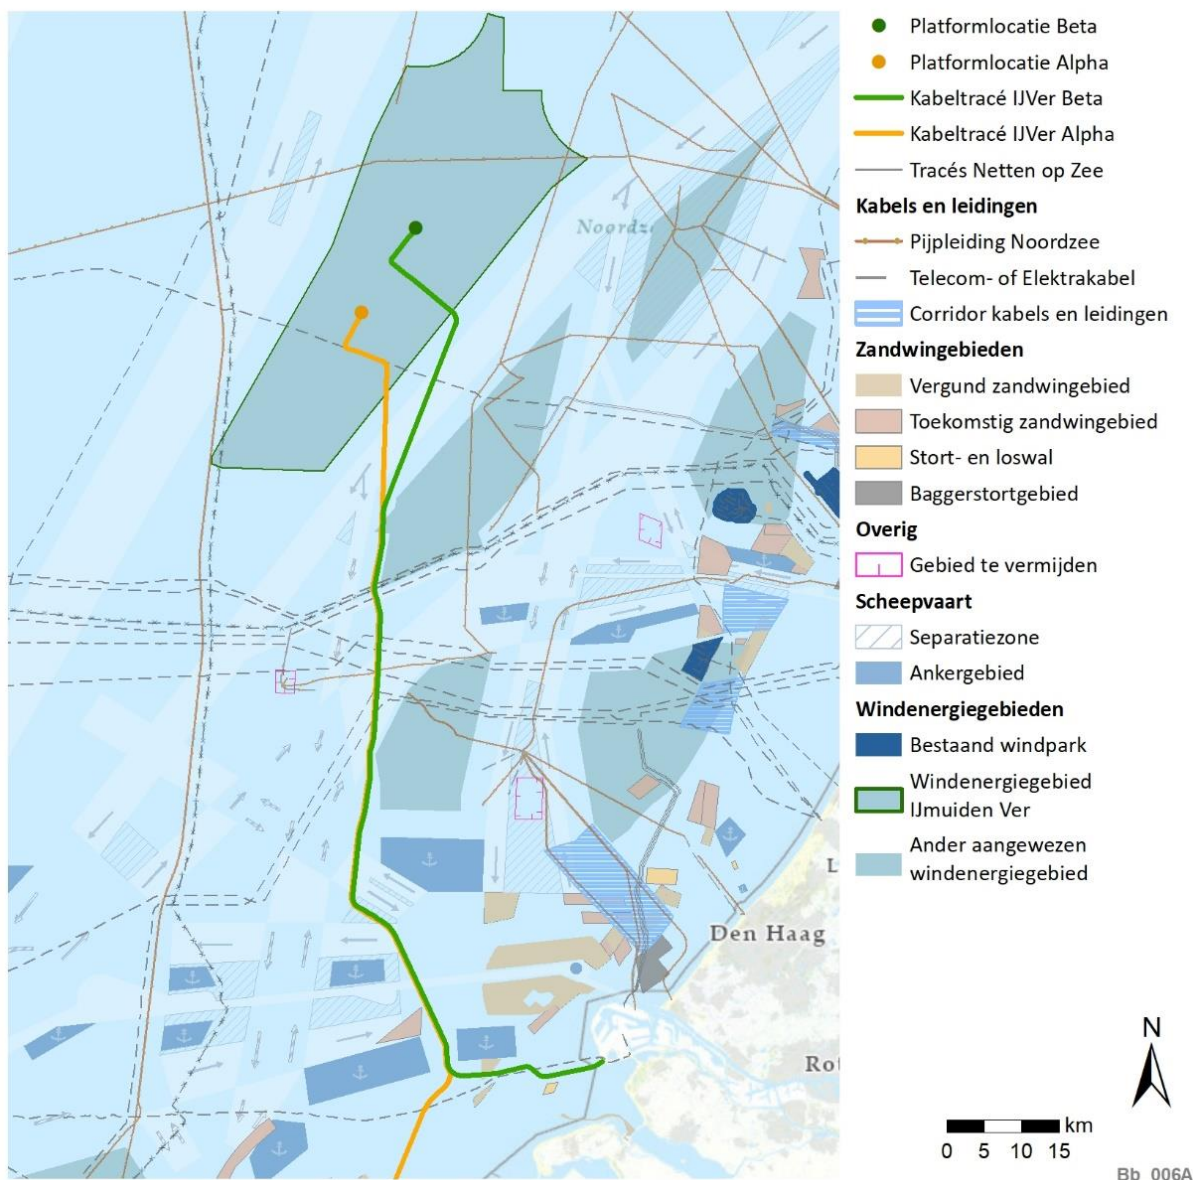 Platformlocatie Beta
Platformlocatie Alpha
Kabeltracé IJVer Beta
Kabeltracé IJVer Alpha
Tracés Netten op Zee
Kabels en leidingen
Pijpleiding Noordzee
Telecom- of Elektrakabel
Corridor kabels en leidingen
Zandwingebieden
Vergund zandwingebied
Toekomstig zandwingebied
Stort- en loswal
Baggerstortgebied
Overig
Gebied te vermijden
Scheepvaart
Separatiezone
Ankergebied
Windenergiegebieden
Bestaand windpark
Windenergiegebied
IJmuiden Ver
Ander aangewezen
windenergiegebied
Noordz
L
Den Haag
Rot
N
km
0 5 10 15
Bb_006A